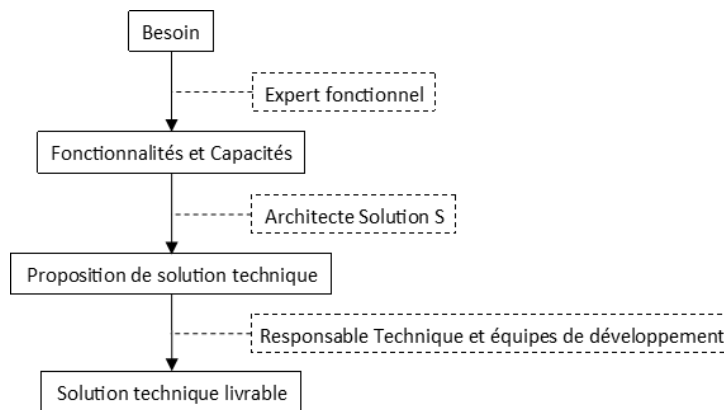 Besoin
Expert fonctionnel
Fonctionnalités et Capacités
Architecte Solution S
Proposition de solution technique
Responsable Technique et équipes de développement
Solution technique livrable